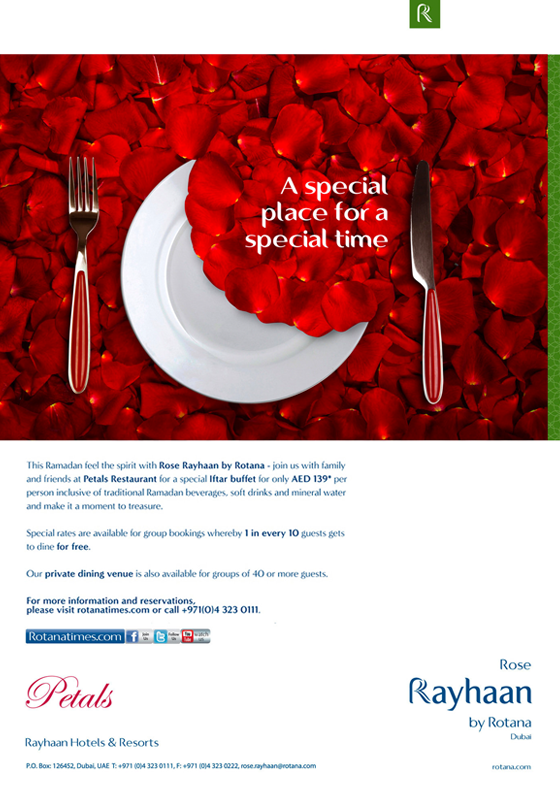 R
A special
place for a
special time
This Ramadan feel the spirit with Rose Rayhaan by Rotana - join us with family
and friends at Petals Restaurant for a special Iftar buffet for only AED 139* per
person inclusive of traditional Ramadan beverages, soft drinks and mineral water
and make it a moment to treasure.
Special rates are available for group bookings whereby 1 in every 10 guests gets
to dine for free.
Our private dining venue is also available for groups of 40 or more guests.
For more information and reservations,
please visit rotanatimes.com or call +971(0)4 323 0111.
Rotanatimes.com f Join Us Follow Us You
Petals
Rose
Rayhaan
by Rotana
Dubai
Rayhaan Hotels & Resorts
P.O. Box: 126452, Dubai, UAE T: +971 (0)4 323 0111, F: +971 (0)4 323 0222, rose.rayhaan@rotana.com
rotana.com